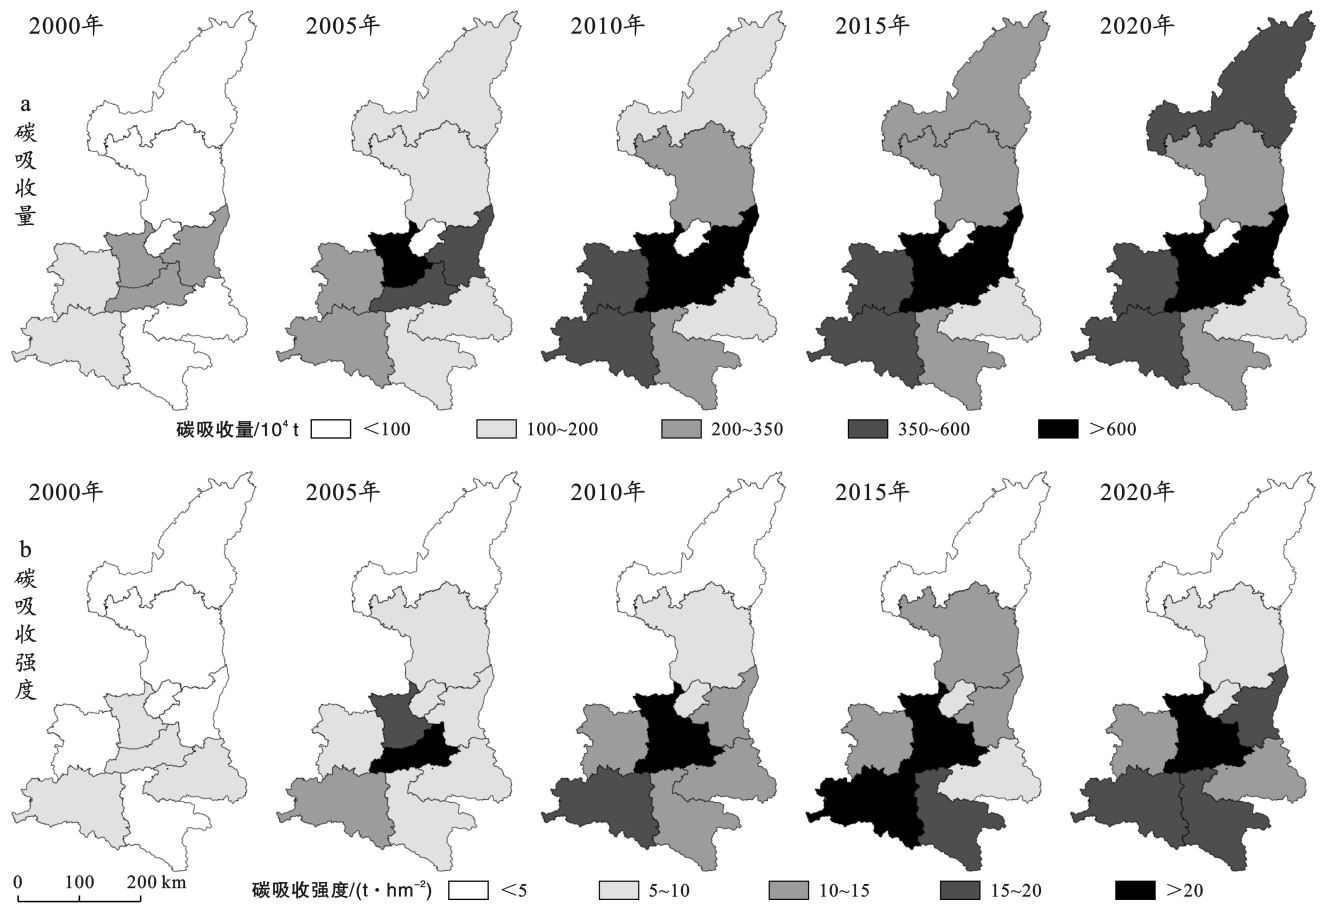 2000年 2005年 2010年 2015年 2020年
a碳吸收量
碳吸收量/10⁴ t <100 100~200 200~350 350~600 >600
2000年 2005年 2010年 2015年 2020年
b碳吸收强度
0 100 200 km
碳吸收强度/(t·hm⁻²) <5 5~10 10~15 15~20 >20